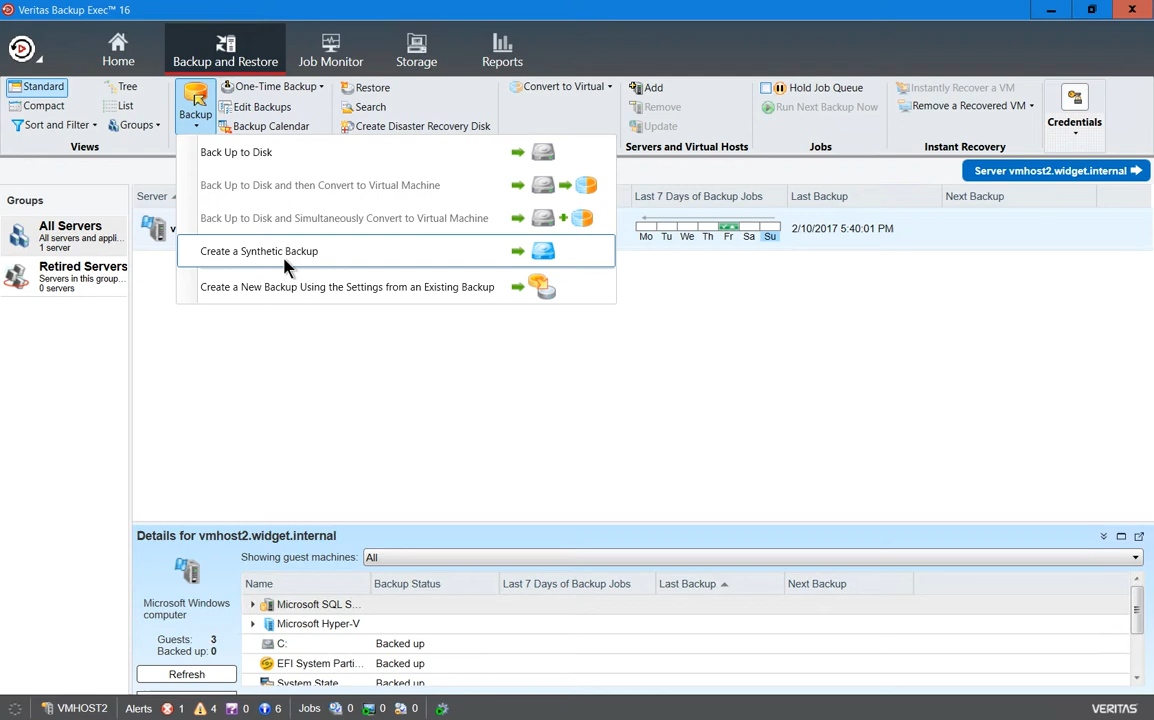 Veritas Backup Exec™ 16
Home
Backup and Restore
Job Monitor
Storage
Reports
Standard
Tree
Compact
List
Sort and Filter
Groups
Views
Backup
One-Time Backup
Edit Backups
Backup Calendar
Restore
Search
Create Disaster Recovery Disk
Convert to Virtual
Add
Remove
Update
Servers and Virtual Hosts
Hold Job Queue
Run Next Backup Now
Jobs
Instantly Recover a VM
Remove a Recovered VM
Instant Recovery
Credentials
Back Up to Disk
Back Up to Disk and then Convert to Virtual Machine
Back Up to Disk and Simultaneously Convert to Virtual Machine
Create a Synthetic Backup
Create a New Backup Using the Settings from an Existing Backup
Server vmhost2.widget.internal
Groups
All Servers
All servers and appli...
1 server
Retired Servers
Servers in this group...
0 servers
Server
Last 7 Days of Backup Jobs
Last Backup
Next Backup
v
Mo Tu We Th Fr Sa Su
2/10/2017 5:40:01 PM
Details for vmhost2.widget.internal
Showing guest machines: All
Microsoft Windows
computer
Guests: 3
Backed up: 0
Refresh
Name
Backup Status
Last 7 Days of Backup Jobs
Last Backup
Next Backup
Microsoft SQL S...
Microsoft Hyper-V
C: Backed up
EFI System Parti... Backed up
System State Backed up
VMHOST2
Alerts 1 4 0 6
Jobs 0 0 0
VERITAS